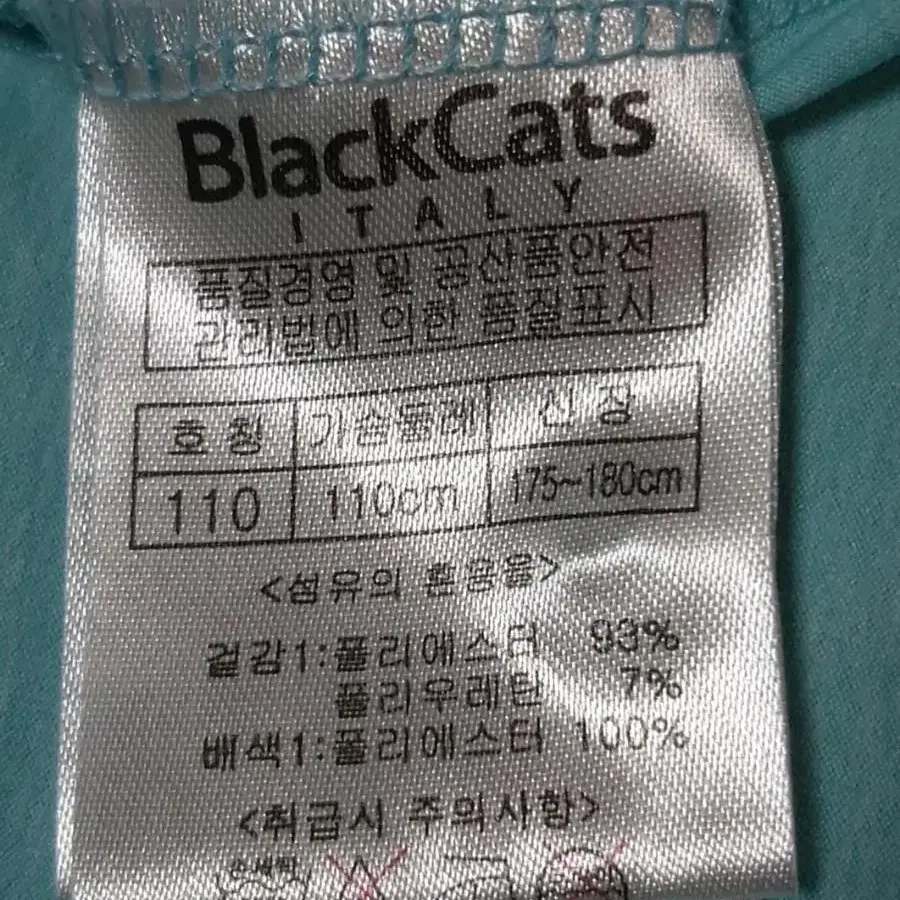 BlackCats
ITALY
품질경영 및 공산품안전
관리법에 의한 품질표시
호칭 가슴둘레 신장
110 110cm 175~180cm
<섬유의 혼용율>
겉감1:폴리에스터 93%
폴리우레탄 7%
배색1:폴리에스터 100%
<취급시 주의사항>
손세탁